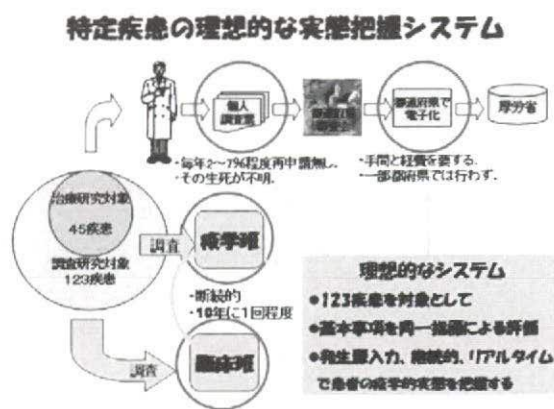 特定疾患の理想的な実態把握システム
個人
調査票
都道府県で
電子化
厚労省
・毎年2～7%程度再申請無し.
その生死が不明.
・手間と経費を要する.
・一部都府県では行わず.
治療研究対象
45疾患
調査研究対象
123疾患
調査
疫学班
・断続的
・10年に1回程度
調査
臨床班
理想的なシステム
●123疾患を対象として
●基本事項を同一指標による評価
●発生源入力、継続的、リアルタイム
で患者の疫学的実態を把握する